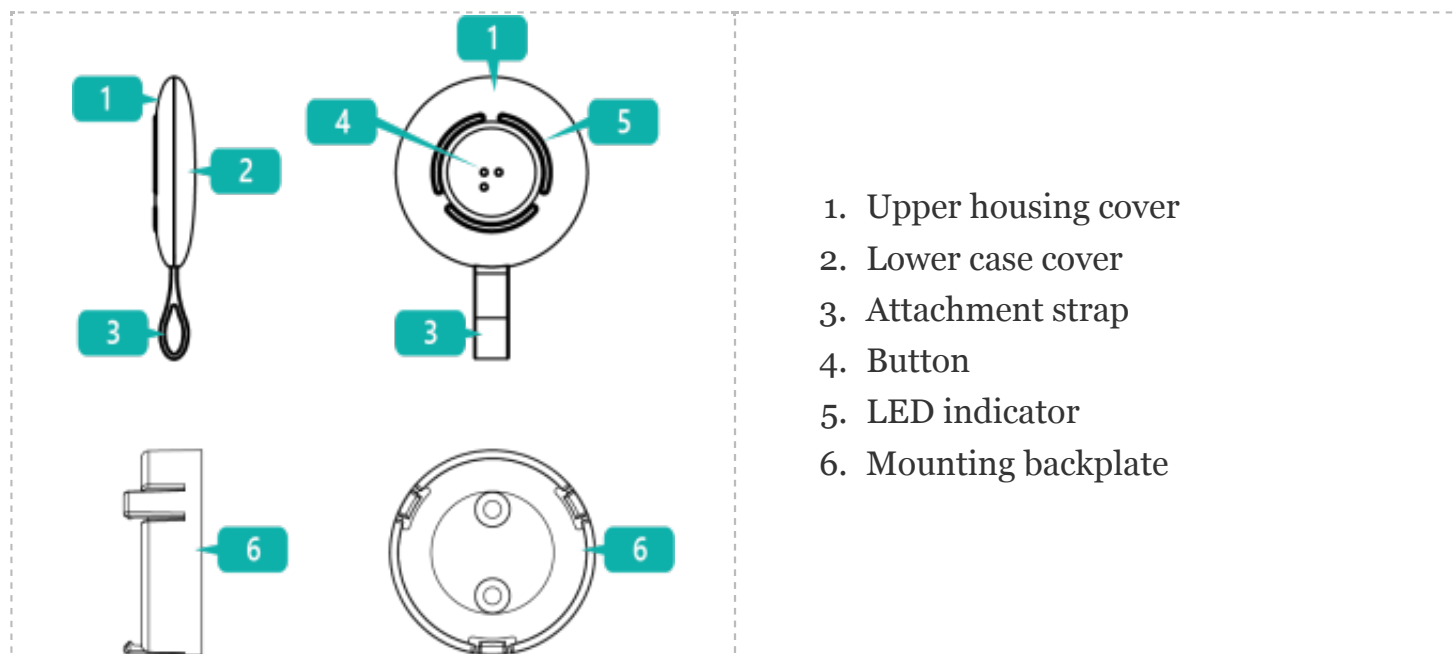 1
1
4
5
2
3
3
6
6
1. Upper housing cover
2. Lower case cover
3. Attachment strap
4. Button
5. LED indicator
6. Mounting backplate